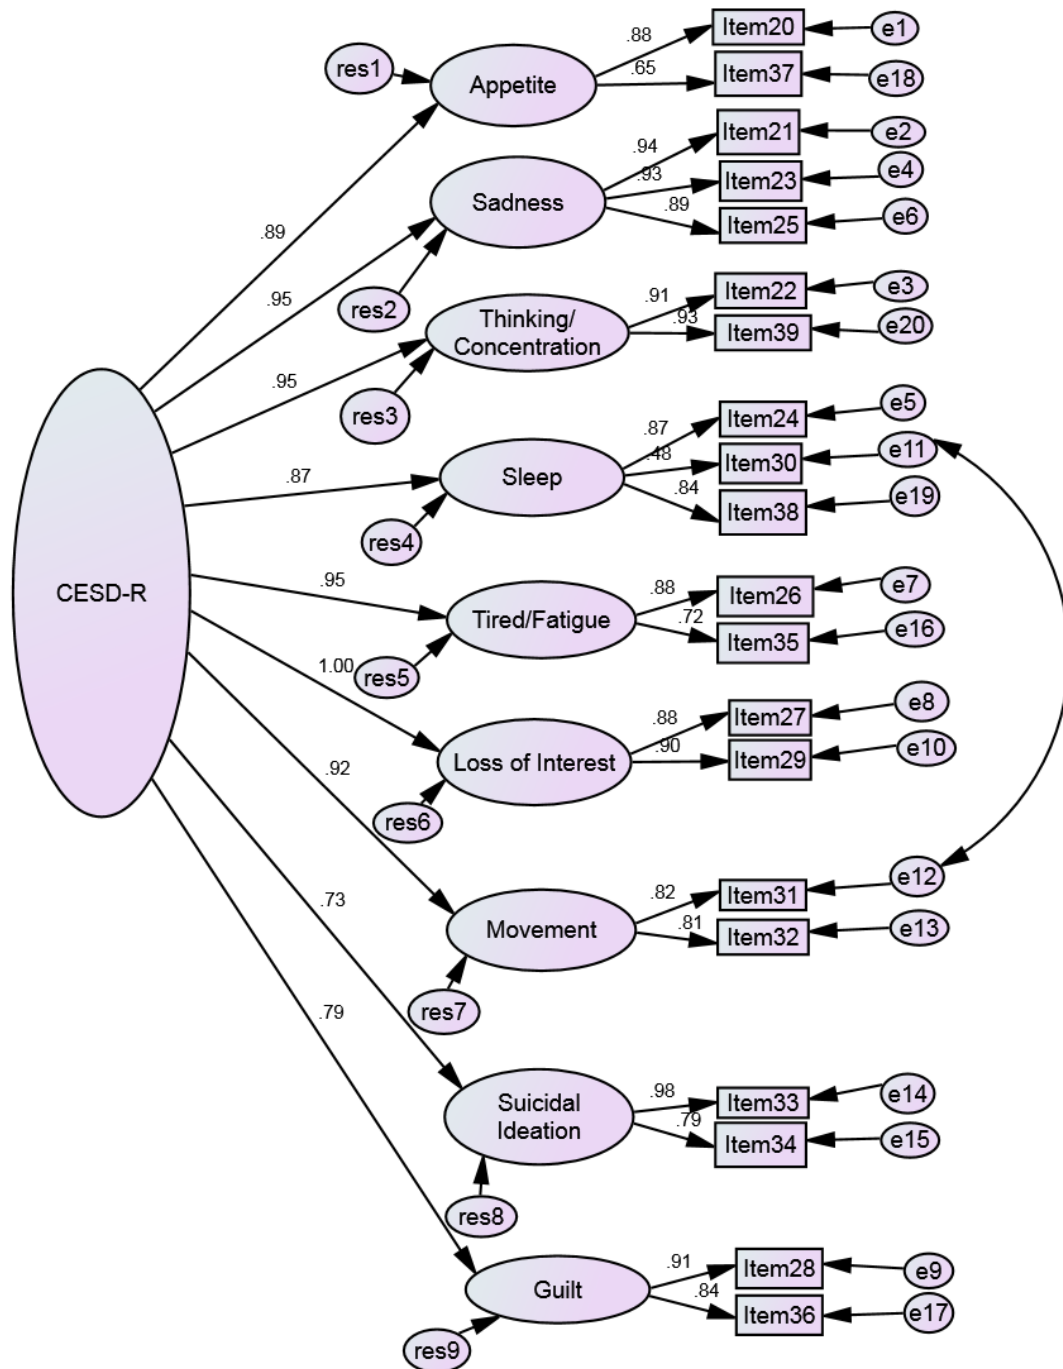 res1
Appetite
.88
.65
Item20
Item37
e1
e18
.89
Sadness
.94
.93
.89
Item21
Item23
Item25
e2
e4
e6
.95
res2
Thinking/
Concentration
.91
.93
Item22
Item39
e3
e20
.95
res3
Sleep
.87
.48
.84
Item24
Item30
Item38
e5
e11
e19
.87
res4
CESD-R
Tired/Fatigue
.88
.72
Item26
Item35
e7
e16
.95
res5
1.00
Loss of Interest
.88
.90
Item27
Item29
e8
e10
res6
.92
Movement
.82
.81
Item31
Item32
e12
e13
res7
.73
Suicidal
Ideation
.98
.79
Item33
Item34
e14
e15
res8
.79
Guilt
.91
.84
Item28
Item36
e9
e17
res9